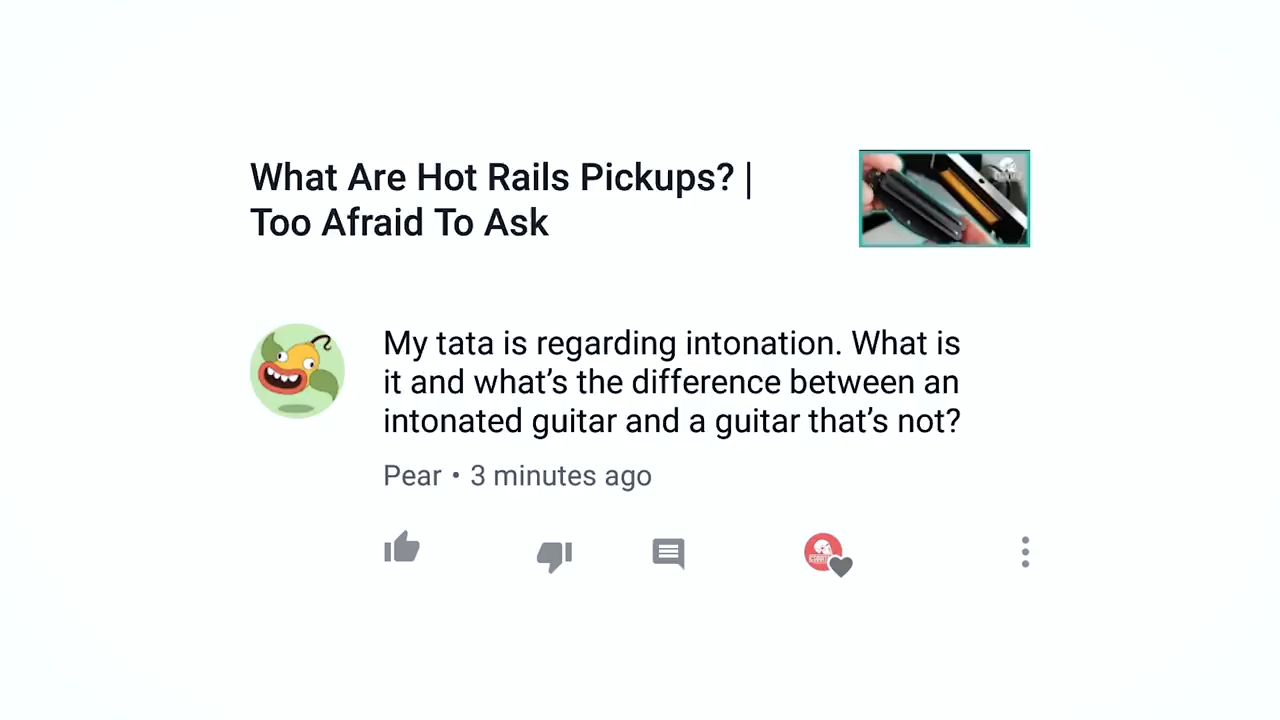 What Are Hot Rails Pickups? |
Too Afraid To Ask
My tata is regarding intonation. What is
it and what's the difference between an
intonated guitar and a guitar that's not?
Pear • 3 minutes ago